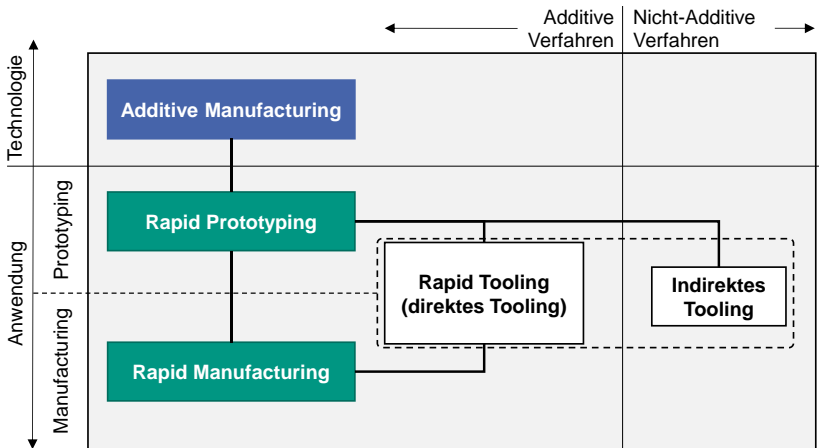 Additive
Verfahren
Nicht-Additive
Verfahren
Technologie
Additive Manufacturing
Anwendung
Prototyping
Rapid Prototyping
Rapid Tooling
(direktes Tooling)
Indirektes
Tooling
Manufacturing
Rapid Manufacturing